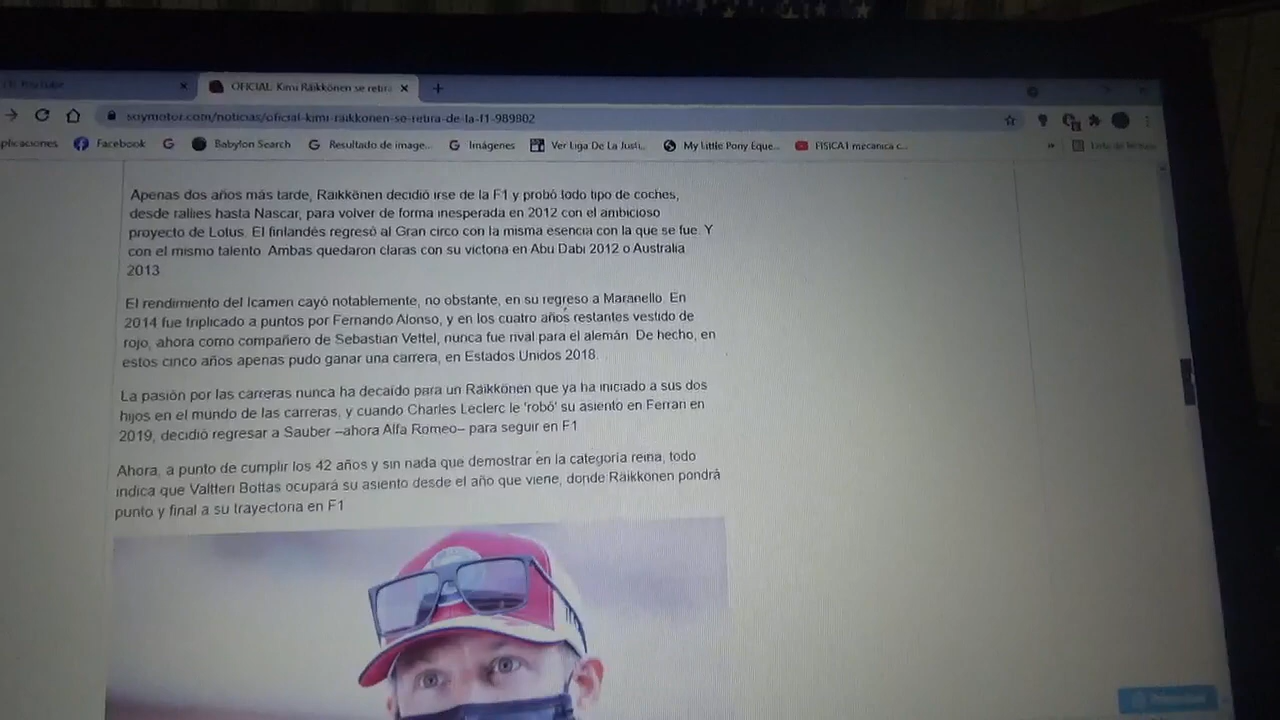 YouTube
OFICIAL: Kimi Räikkönen se retira
soymotor.com/noticias/oficial-kimi-raikkonen-se-retira-de-la-f1-989802
plicaciones Facebook Babylon Search Resultado de image... Imágenes Ver Liga De La Justi... My Little Pony Eque... FISICA1 mecanica c... » Lista de lectura
Apenas dos años más tarde, Räikkönen decidió irse de la F1 y probó todo tipo de coches,
desde rallies hasta Nascar, para volver de forma inesperada en 2012 con el ambicioso
proyecto de Lotus. El finlandés regresó al Gran circo con la misma esencia con la que se fue. Y
con el mismo talento. Ambas quedaron claras con su victoria en Abu Dabi 2012 o Australia
2013.
El rendimiento del Icamen cayó notablemente, no obstante, en su regreso a Maranello. En
2014 fue triplicado a puntos por Fernando Alonso, y en los cuatro años restantes vestido de
rojo, ahora como compañero de Sebastian Vettel, nunca fue rival para el alemán. De hecho, en
estos cinco años apenas pudo ganar una carrera, en Estados Unidos 2018.
La pasión por las carreras nunca ha decaído para un Räikkönen que ya ha iniciado a sus dos
hijos en el mundo de las carreras, y cuando Charles Leclerc le 'robó' su asiento en Ferrari en
2019, decidió regresar a Sauber –ahora Alfa Romeo– para seguir en F1
Ahora, a punto de cumplir los 42 años y sin nada que demostrar en la categoría reina, todo
indica que Valtteri Bottas ocupará su asiento desde el año que viene, donde Räikkönen pondrá
punto y final a su trayectoria en F1